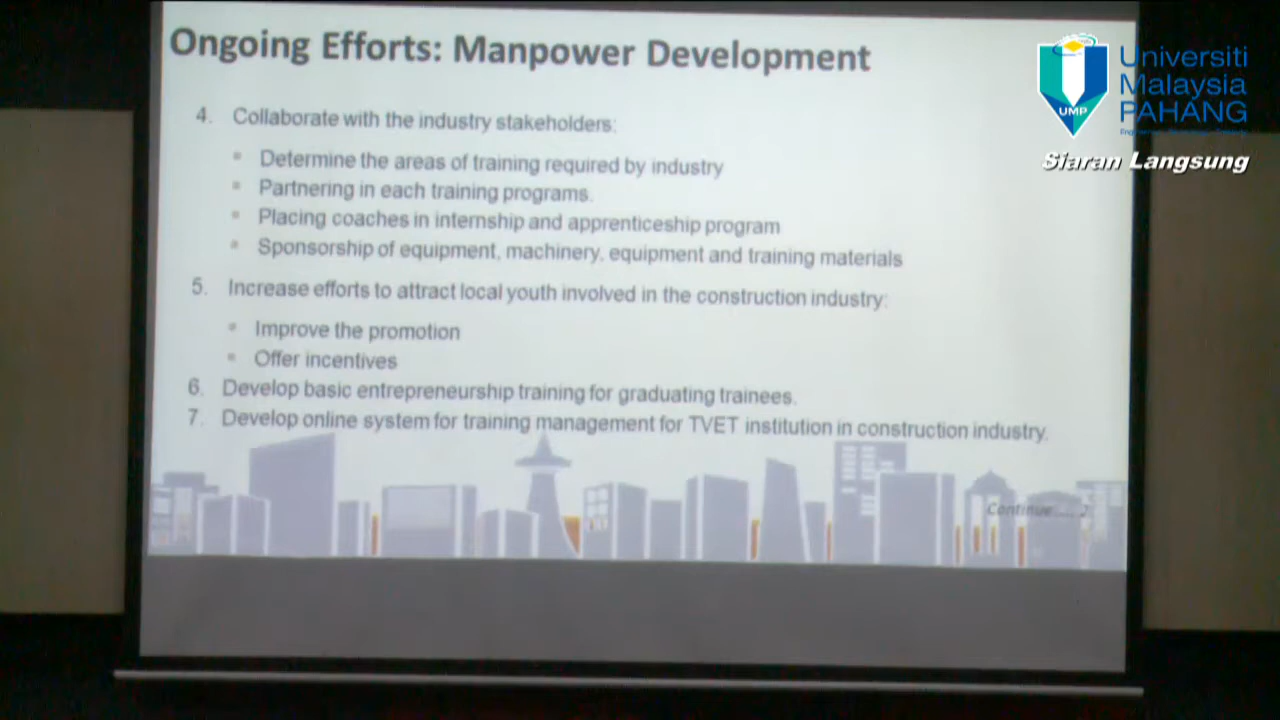 Ongoing Efforts: Manpower Development
4. Collaborate with the industry stakeholders:
Determine the areas of training required by industry
Partnering in each training programs.
Placing coaches in internship and apprenticeship program
Sponsorship of equipment, machinery, equipment and training materials
5. Increase efforts to attract local youth involved in the construction industry:
Improve the promotion
Offer incentives
6. Develop basic entrepreneurship training for graduating trainees.
7. Develop online system for training management for TVET institution in construction industry.
Continue....
UMP
Universiti
Malaysia
PAHANG
Siaran Langsung